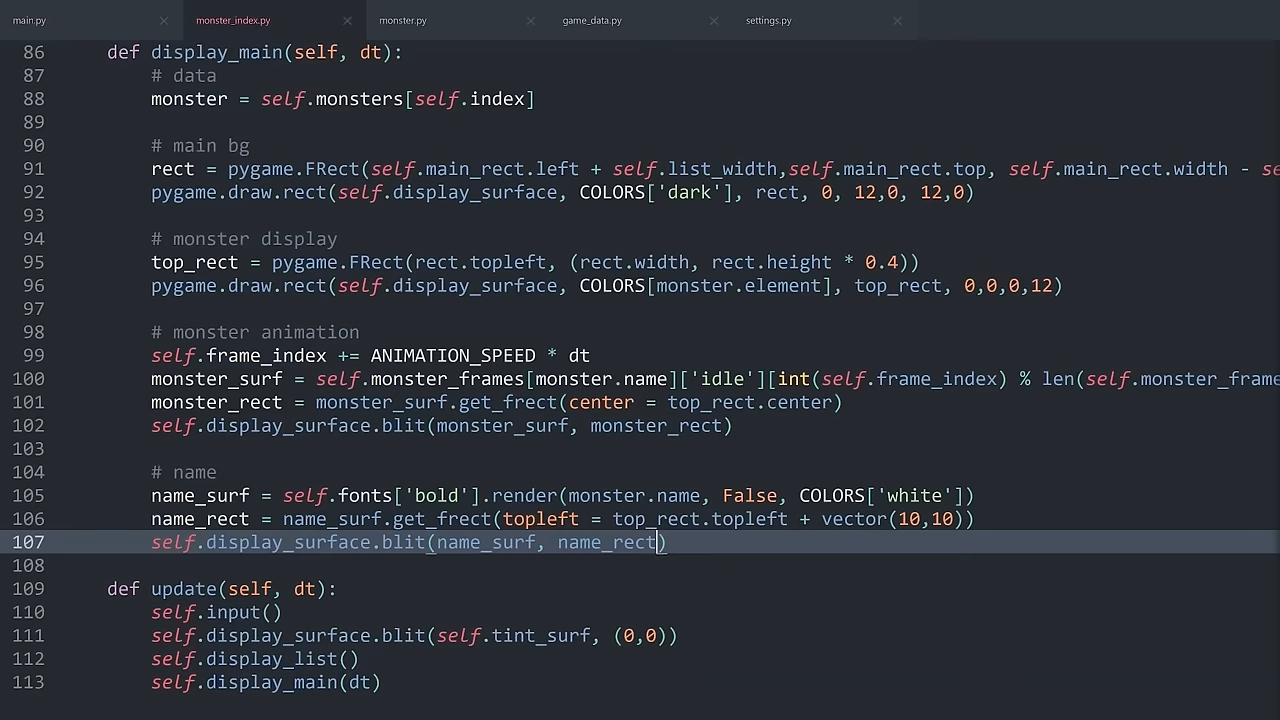 main.py
monster_index.py
monster.py
game_data.py
settings.py
86 def display_main(self, dt):
87 # data
88 monster = self.monsters[self.index]
89
90 # main bg
91 rect = pygame.FRect(self.main_rect.left + self.list_width,self.main_rect.top, self.main_rect.width - se
92 pygame.draw.rect(self.display_surface, COLORS['dark'], rect, 0, 12,0, 12,0)
93
94 # monster display
95 top_rect = pygame.FRect(rect.topleft, (rect.width, rect.height * 0.4))
96 pygame.draw.rect(self.display_surface, COLORS[monster.element], top_rect, 0,0,0,12)
97
98 # monster animation
99 self.frame_index += ANIMATION_SPEED * dt
100 monster_surf = self.monster_frames[monster.name]['idle'][int(self.frame_index) % len(self.monster_frame
101 monster_rect = monster_surf.get_frect(center = top_rect.center)
102 self.display_surface.blit(monster_surf, monster_rect)
103
104 # name
105 name_surf = self.fonts['bold'].render(monster.name, False, COLORS['white'])
106 name_rect = name_surf.get_frect(topleft = top_rect.topleft + vector(10,10))
107 self.display_surface.blit(name_surf, name_rect)
108
109 def update(self, dt):
110 self.input()
111 self.display_surface.blit(self.tint_surf, (0,0))
112 self.display_list()
113 self.display_main(dt)